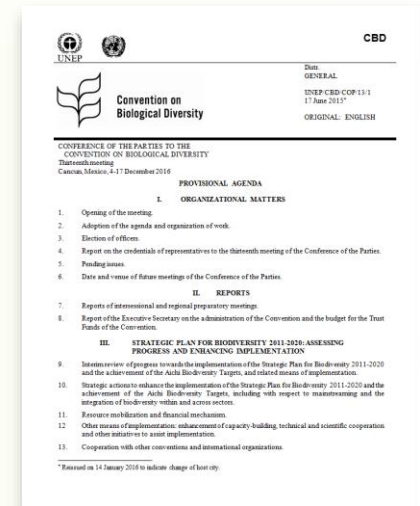 CBD
UNEP
Distr.
GENERAL
UNEP/CBD/COP/13/1
17 June 2015*
ORIGINAL: ENGLISH
Convention on
Biological Diversity
CONFERENCE OF THE PARTIES TO THE
CONVENTION ON BIOLOGICAL DIVERSITY
Thirteenth meeting
Cancun, Mexico, 4-17 December 2016
PROVISIONAL AGENDA
I. ORGANIZATIONAL MATTERS
1. Opening of the meeting.
2. Adoption of the agenda and organization of work.
3. Election of officers.
4. Report on the credentials of representatives to the thirteenth meeting of the Conference of the Parties.
5. Pending issues.
6. Date and venue of future meetings of the Conference of the Parties.
II. REPORTS
7. Reports of intersessional and regional preparatory meetings.
8. Report of the Executive Secretary on the administration of the Convention and the budget for the Trust
Funds of the Convention.
III. STRATEGIC PLAN FOR BIODIVERSITY 2011-2020: ASSESSING
PROGRESS AND ENHANCING IMPLEMENTATION
9. Interim review of progress towards the implementation of the Strategic Plan for Biodiversity 2011-2020
and the achievement of the Aichi Biodiversity Targets, and related means of implementation.
10. Strategic actions to enhance the implementation of the Strategic Plan for Biodiversity 2011-2020 and the
achievement of the Aichi Biodiversity Targets, including with respect to mainstreaming and the
integration of biodiversity within and across sectors.
11. Resource mobilization and financial mechanism.
12 Other means of implementation: enhancement of capacity-building, technical and scientific cooperation
and other initiatives to assist implementation.
13. Cooperation with other conventions and international organizations.
* Reissued on 14 January 2016 to indicate change of host city.